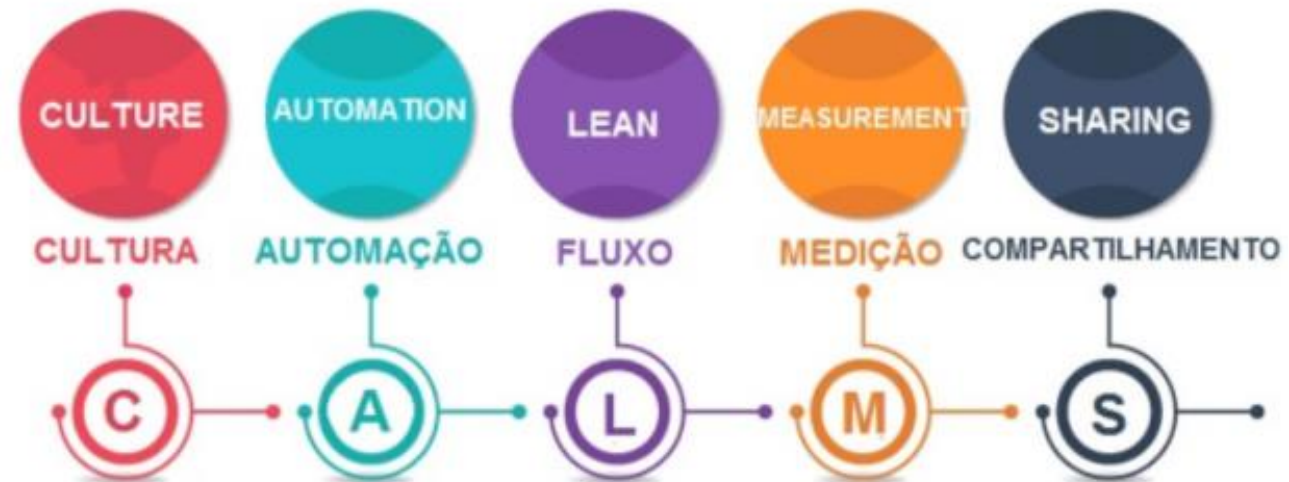 CULTURE
AUTOMATION
LEAN
MEASUREMENT
SHARING
CULTURA
AUTOMAÇÃO
FLUXO
MEDIÇÃO
COMPARTILHAMENTO
C
A
L
M
S